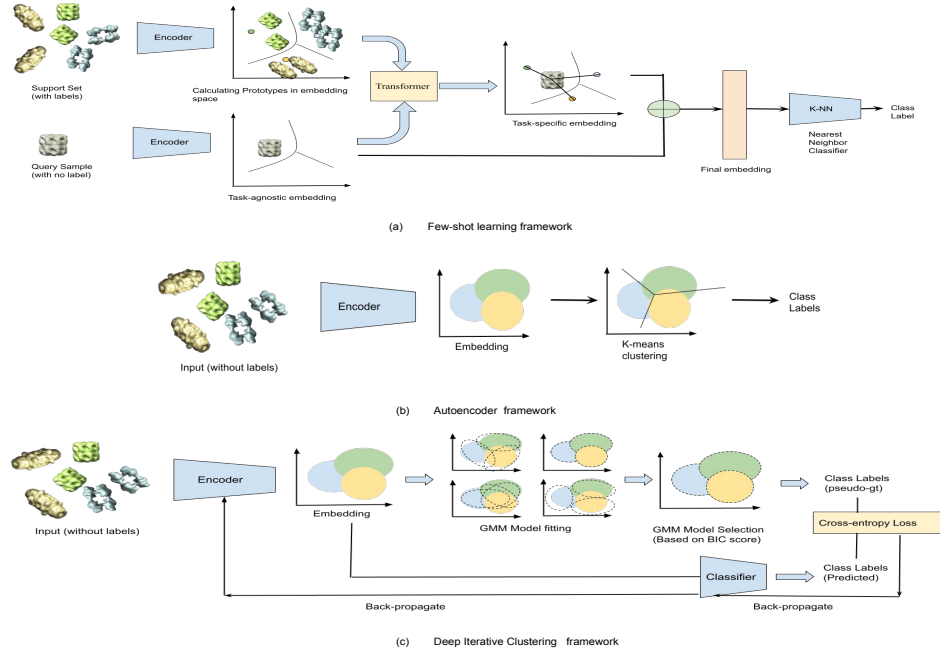 Support Set
(with labels)
Encoder
Calculating Prototypes in embedding
space
Transformer
Task-specific embedding
K-NN
Class
Label
Nearest
Neighbor
Classifier
Final embedding
Query Sample
(with no label)
Encoder
Task-agnostic embedding
(a) Few-shot learning framework
Input (without labels)
Encoder
Embedding
K-means
clustering
Class
Labels
(b) Autoencoder framework
Input (without labels)
Encoder
Embedding
GMM Model fitting
GMM Model Selection
(Based on BIC score)
Class Labels
(pseudo-gt)
Cross-entropy Loss
Class Labels
(Predicted)
Classifier
Back-propagate
Back-propagate
(c) Deep Iterative Clustering framework